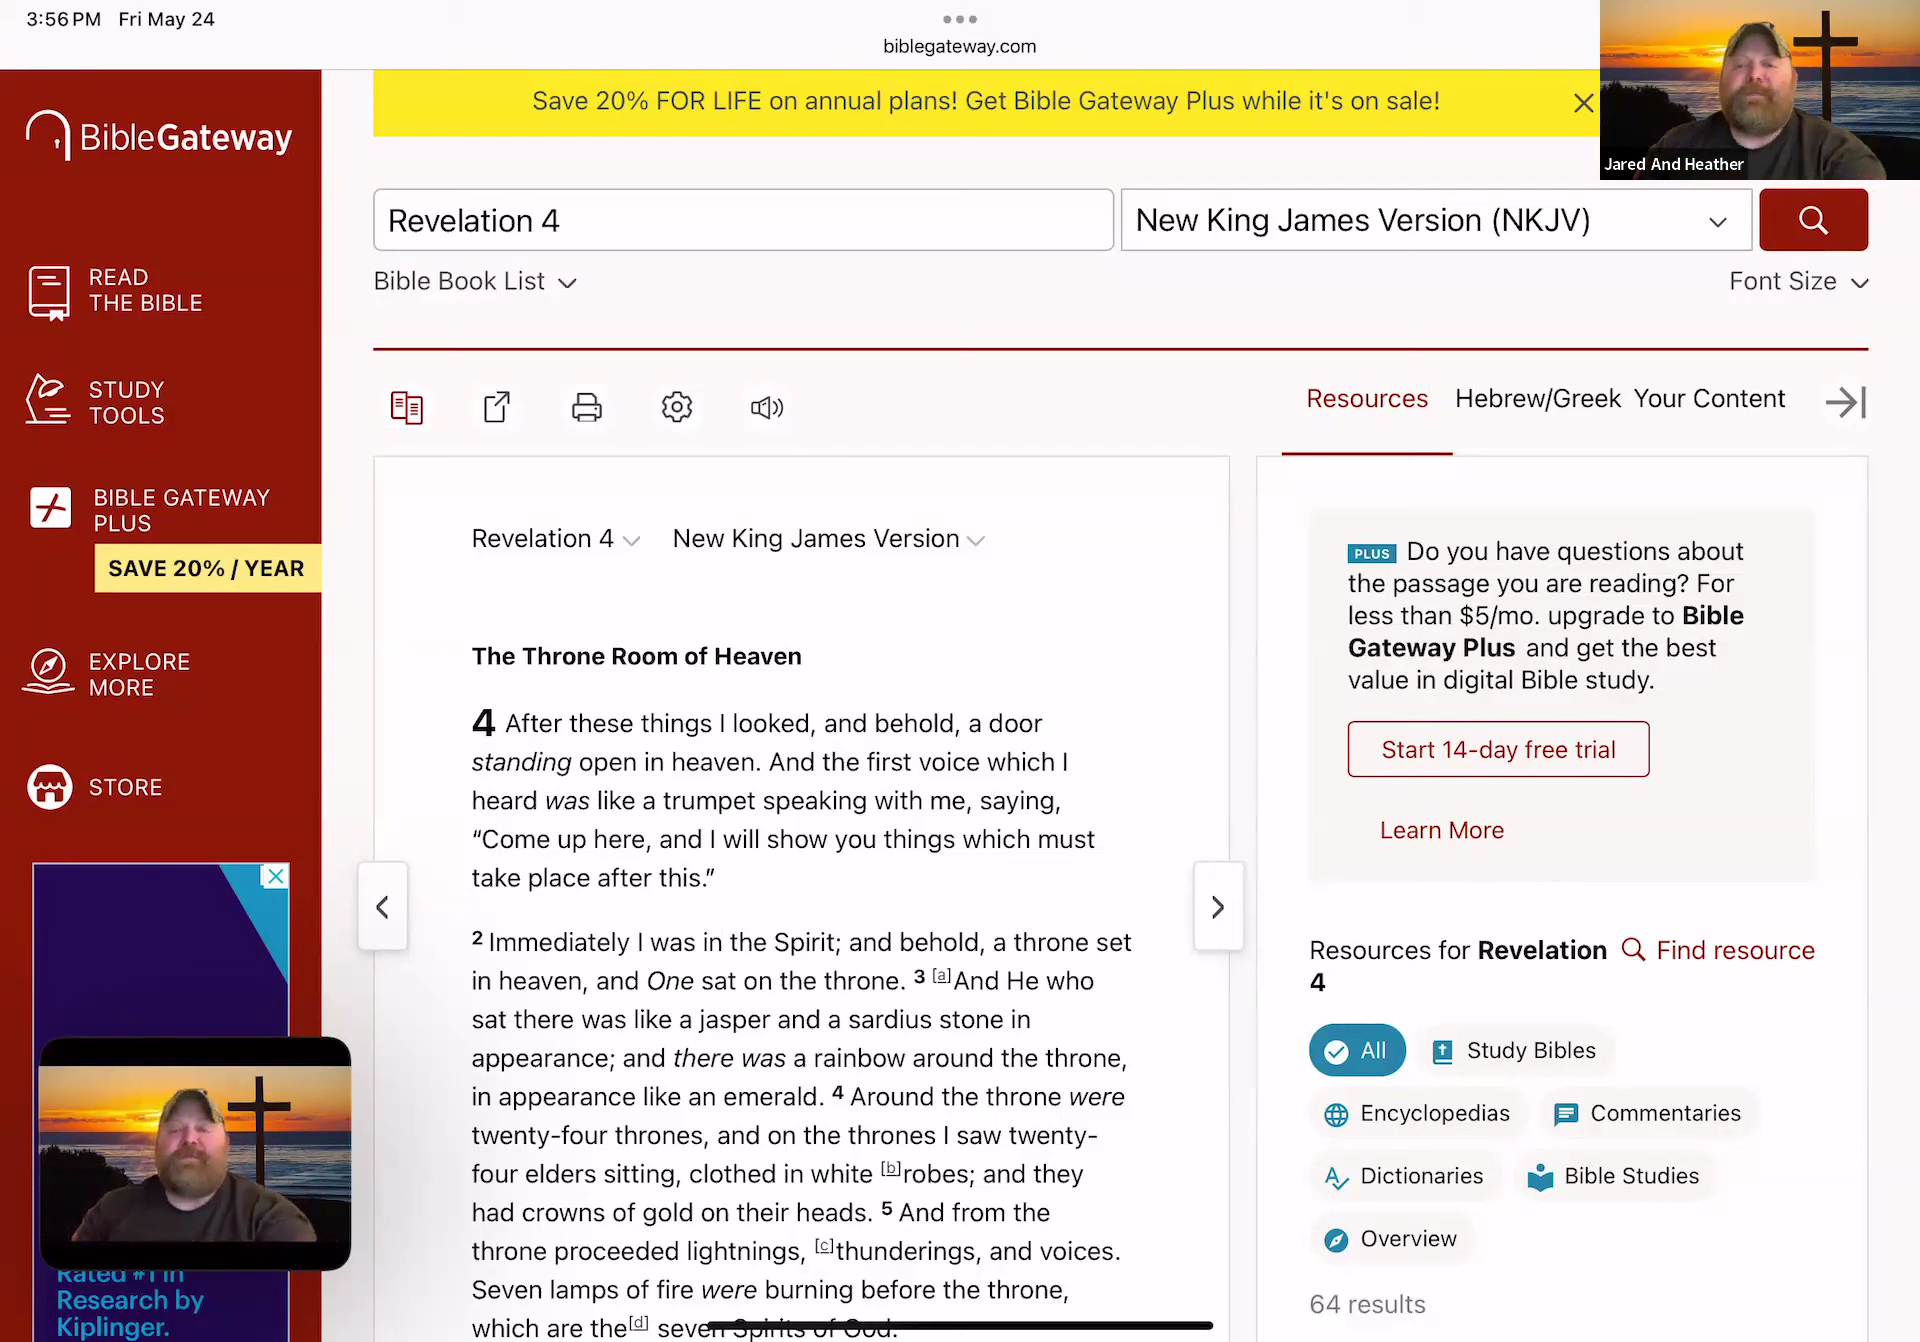 3:56 PM Fri May 24
biblegateway.com
Save 20% FOR LIFE on annual plans! Get Bible Gateway Plus while it's on sale!
Jared And Heather
BibleGateway
READ
THE BIBLE
STUDY
TOOLS
BIBLE GATEWAY
PLUS
SAVE 20% / YEAR
EXPLORE
MORE
STORE
Rated #1 in
Research by
Kiplinger.
Revelation 4
New King James Version (NKJV)
Bible Book List
Font Size
Resources
Hebrew/Greek
Your Content
Revelation 4 New King James Version
The Throne Room of Heaven
4 After these things I looked, and behold, a door
standing open in heaven. And the first voice which I
heard was like a trumpet speaking with me, saying,
“Come up here, and I will show you things which must
take place after this.”
2 Immediately I was in the Spirit; and behold, a throne set
in heaven, and One sat on the throne. 3 [a]And He who
sat there was like a jasper and a sardius stone in
appearance; and there was a rainbow around the throne,
in appearance like an emerald. 4 Around the throne were
twenty-four thrones, and on the thrones I saw twenty-
four elders sitting, clothed in white [b]robes; and they
had crowns of gold on their heads. 5 And from the
throne proceeded lightnings, [c]thunderings, and voices.
Seven lamps of fire were burning before the throne,
which are the[d] seven Spirits of God.
PLUS Do you have questions about
the passage you are reading? For
less than $5/mo. upgrade to Bible
Gateway Plus and get the best
value in digital Bible study.
Start 14-day free trial
Learn More
Resources for Revelation
4
Find resource
All
Study Bibles
Encyclopedias
Commentaries
Dictionaries
Bible Studies
Overview
64 results